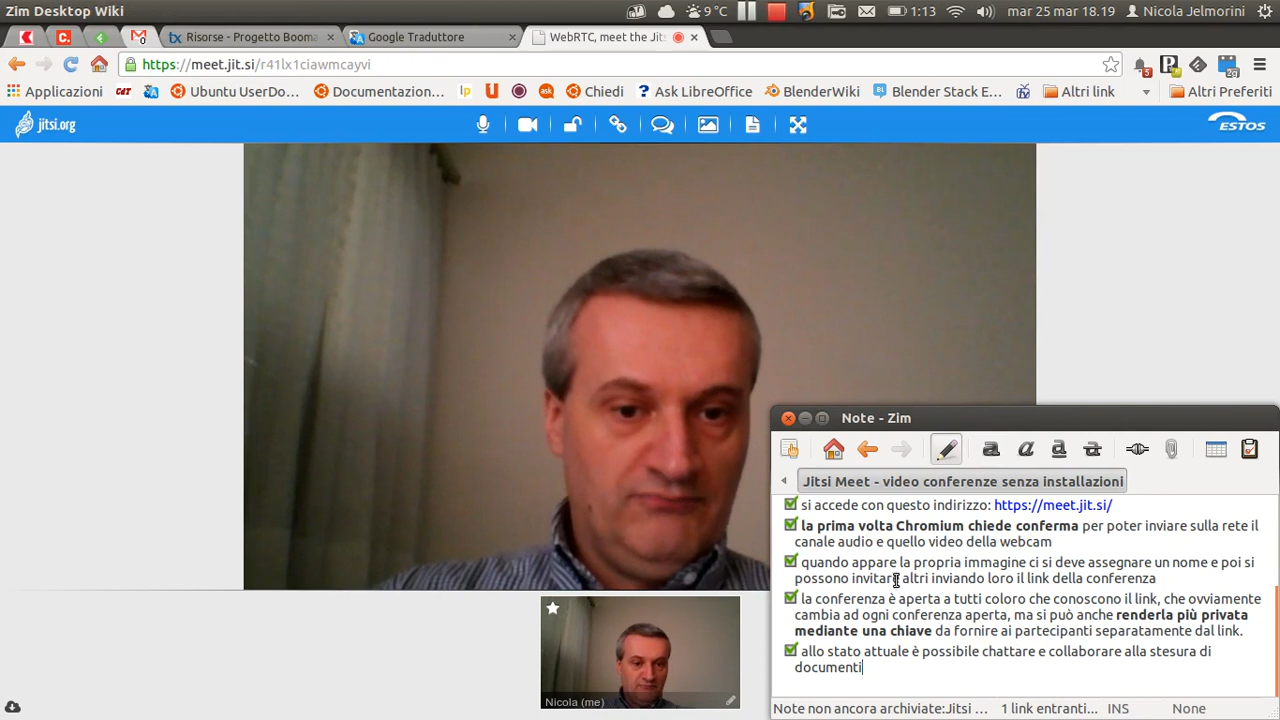 Zim Desktop Wiki
9 °C
1:13
mar 25 mar 18.19
Nicola Jelmorini
0
Risorse - Progetto Booma
Google Traduttore
WebRTC, meet the Jits
https://meet.jit.si/r41lx1ciawmcayvi
5
20
Applicazioni
CAT
Ubuntu UserDo...
Documentazion...
lp
ask
Chiedi
Ask LibreOffice
BlenderWiki
Blender Stack E...
Altri link
Altri Preferiti
jitsi.org
ESTOS
Note - Zim
Jitsi Meet - video conferenze senza installazioni
si accede con questo indirizzo: https://meet.jit.si/
la prima volta Chromium chiede conferma per poter inviare sulla rete il
canale audio e quello video della webcam
quando appare la propria immagine ci si deve assegnare un nome e poi si
possono invitare altri inviando loro il link della conferenza
la conferenza è aperta a tutti coloro che conoscono il link, che ovviamente
cambia ad ogni conferenza aperta, ma si può anche renderla più privata
mediante una chiave da fornire ai partecipanti separatamente dal link.
allo stato attuale è possibile chattare e collaborare alla stesura di
documenti
Nicola (me)
Note non ancora archiviate:Jitsi ...
1 link entranti...
INS
None